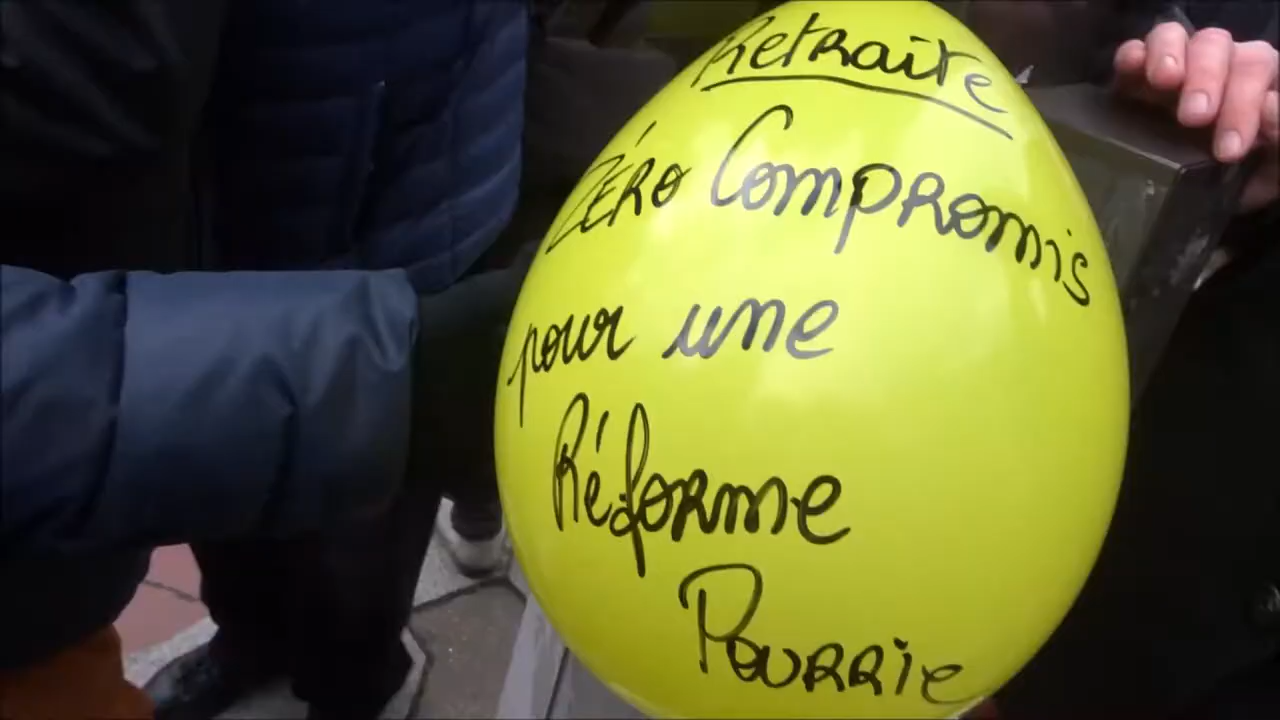 Retraite
Zéro Compromis
pour une
Réforme
Pourrie